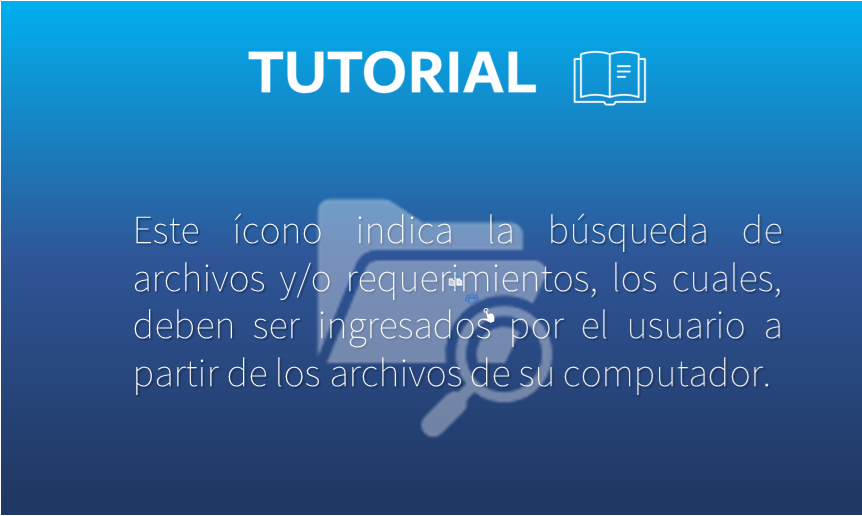 TUTORIAL
Este ícono indica la búsqueda de
archivos y/o requerimientos, los cuales,
deben ser ingresados por el usuario a
partir de los archivos de su computador.